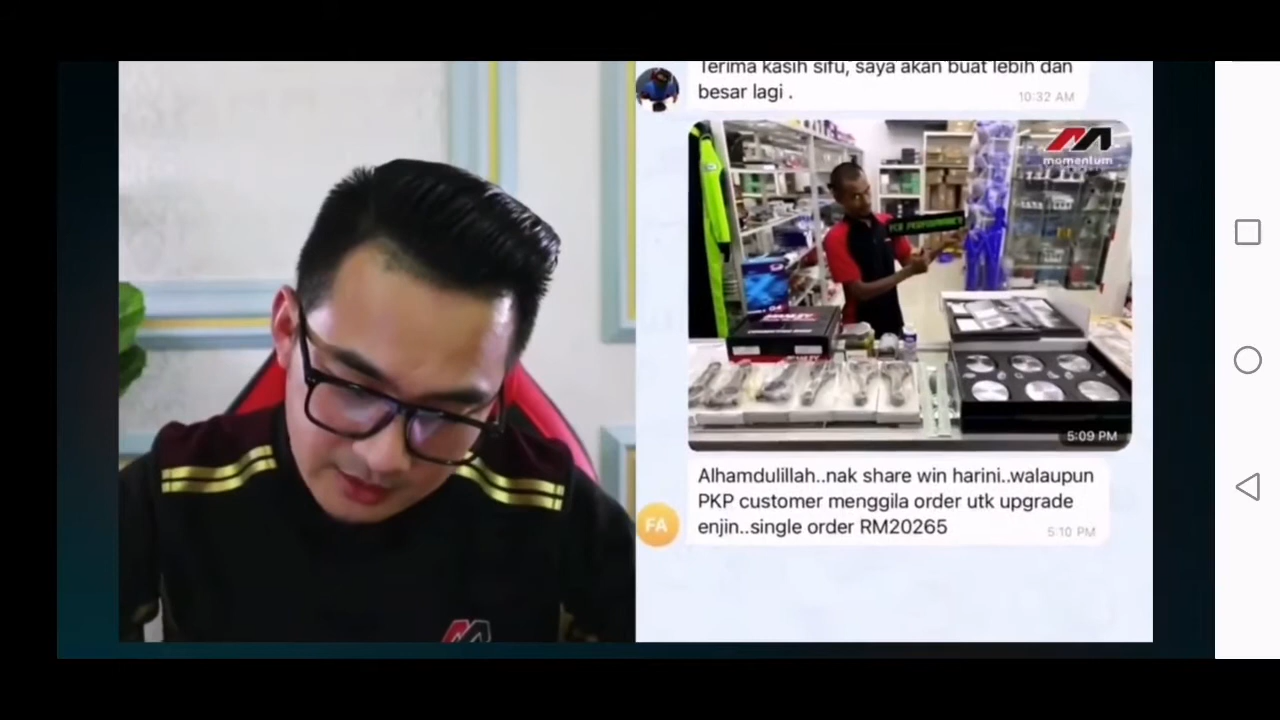 Terima kasih sifu, saya akan buat lebih dan
besar lagi .
10:32 AM
momentum
5:09 PM
Alhamdulillah..nak share win harini..walaupun
PKP customer menggila order utk upgrade
enjin..single order RM20265
5:10 PM
FA